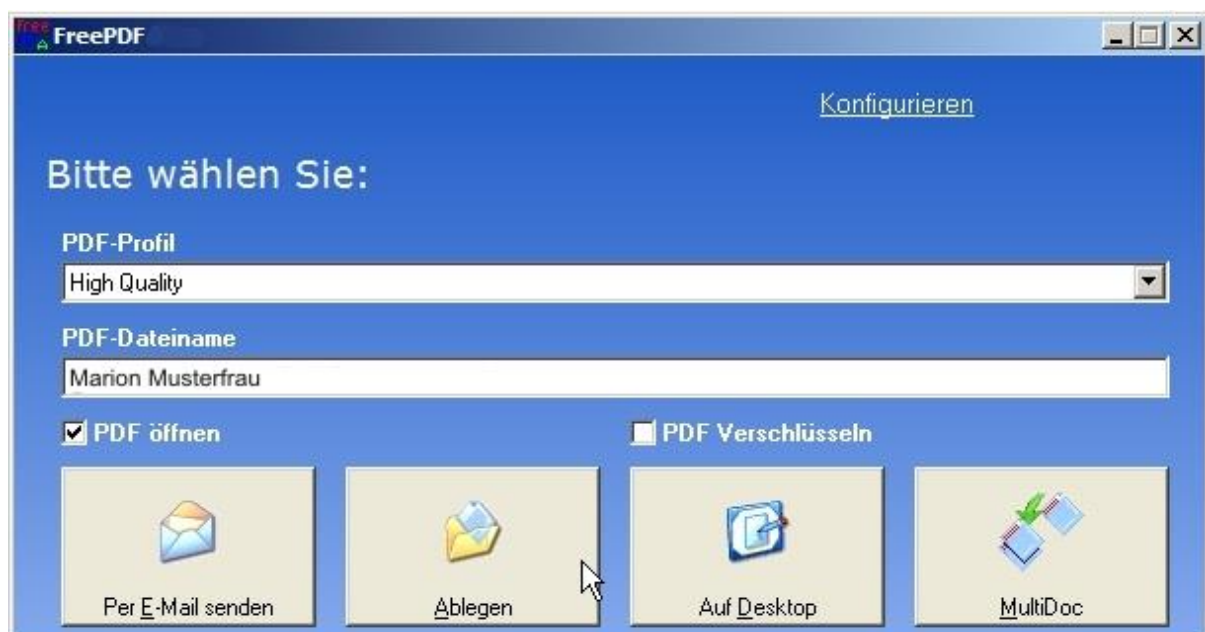 FreePDF
Konfigurieren
Bitte wählen Sie:
PDF-Profil
High Quality
PDF-Dateiname
Marion Musterfrau
PDF öffnen
PDF Verschlüsseln
Per E-Mail senden
Ablegen
Auf Desktop
MultiDoc